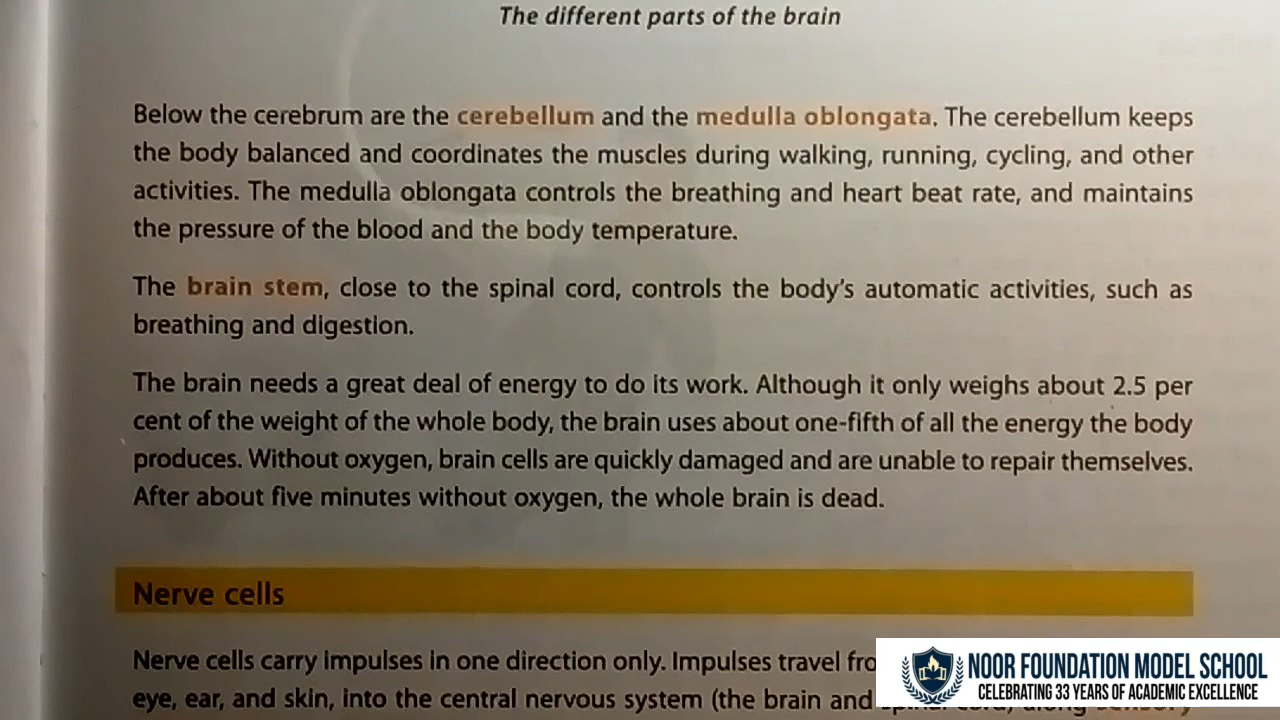 The different parts of the brain
Below the cerebrum are the cerebellum and the medulla oblongata. The cerebellum keeps
the body balanced and coordinates the muscles during walking, running, cycling, and other
activities. The medulla oblongata controls the breathing and heart beat rate, and maintains
the pressure of the blood and the body temperature.
The brain stem, close to the spinal cord, controls the body's automatic activities, such as
breathing and digestion.
The brain needs a great deal of energy to do its work. Although it only weighs about 2.5 per
cent of the weight of the whole body, the brain uses about one-fifth of all the energy the body
produces. Without oxygen, brain cells are quickly damaged and are unable to repair themselves.
After about five minutes without oxygen, the whole brain is dead.
Nerve cells
Nerve cells carry impulses in one direction only. Impulses travel
eye, ear, and skin, into the central nervous system (the brain and
NOOR FOUNDATION MODEL SCHOOL
CELEBRATING 33 YEARS OF ACADEMIC EXCELLENCE